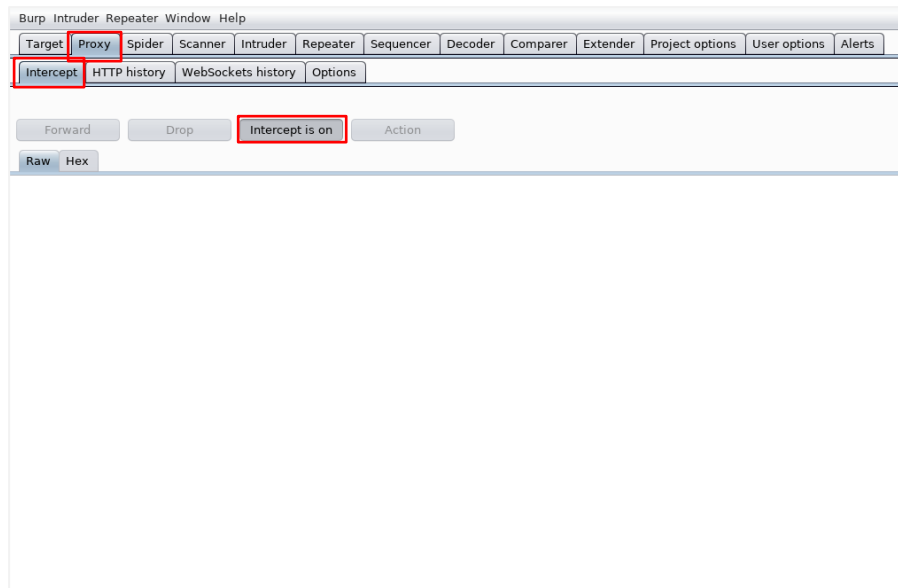 Burp Intruder Repeater Window Help
Target Proxy Spider Scanner Intruder Repeater Sequencer Decoder Comparer Extender Project options User options Alerts
Intercept HTTP history WebSockets history Options
Forward Drop Intercept is on Action
Raw Hex